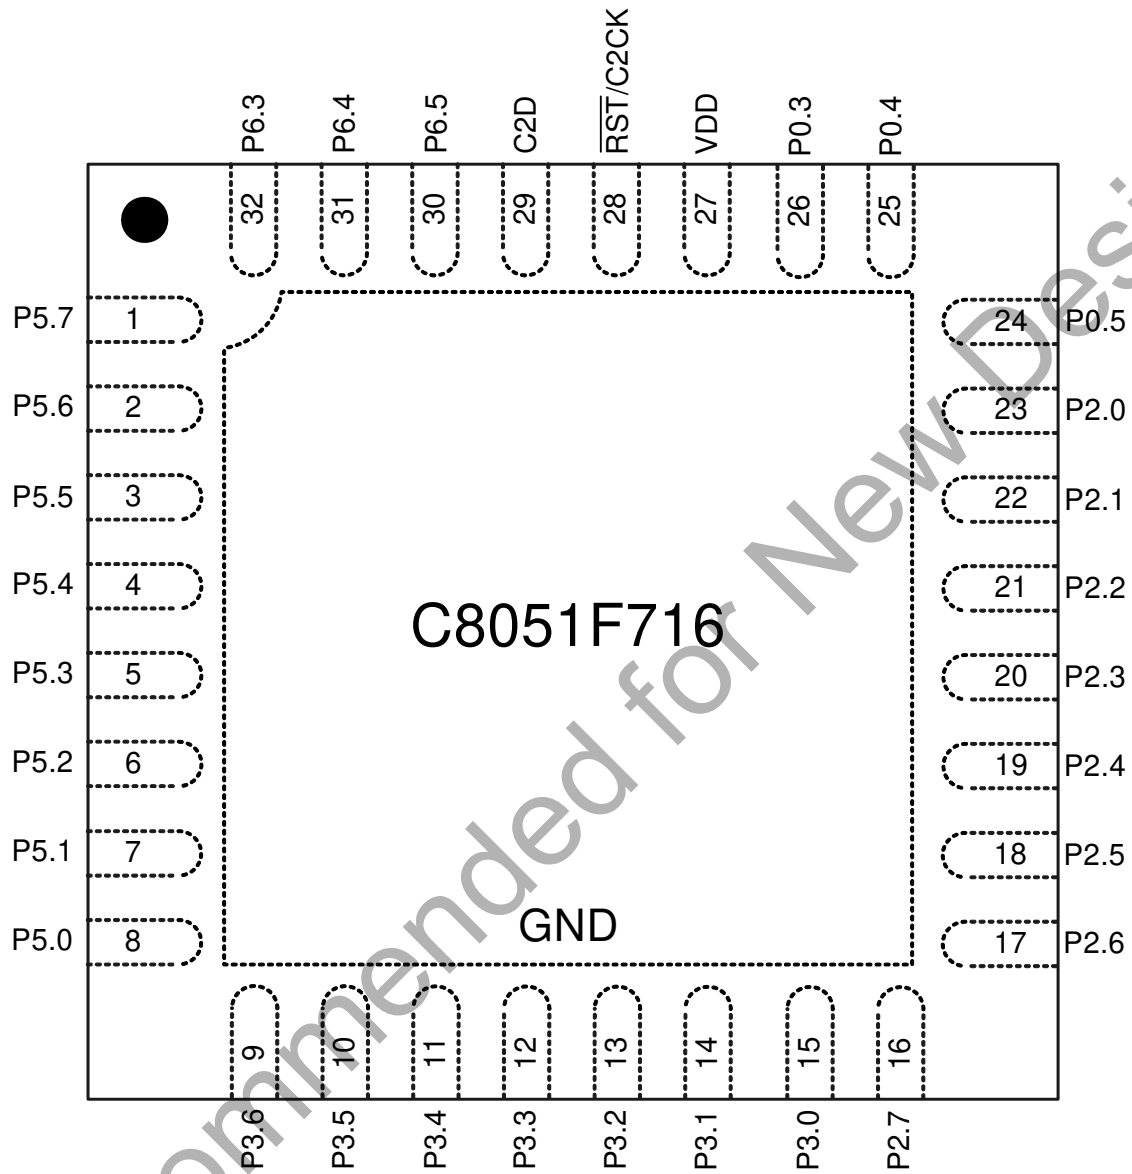 P6.3 P6.4 P6.5 C2D RST/C2CK VDD P0.3 P0.4
32 31 30 29 28 27 26 25
P5.7 1 24 P0.5
P5.6 2 23 P2.0
P5.5 3 22 P2.1
P5.4 4 21 P2.2
P5.3 5 20 P2.3
P5.2 6 19 P2.4
P5.1 7 18 P2.5
P5.0 8 17 P2.6
C8051F716
GND
9 10 11 12 13 14 15 16
P3.6 P3.5 P3.4 P3.3 P3.2 P3.1 P3.0 P2.7
ommended for New Desi